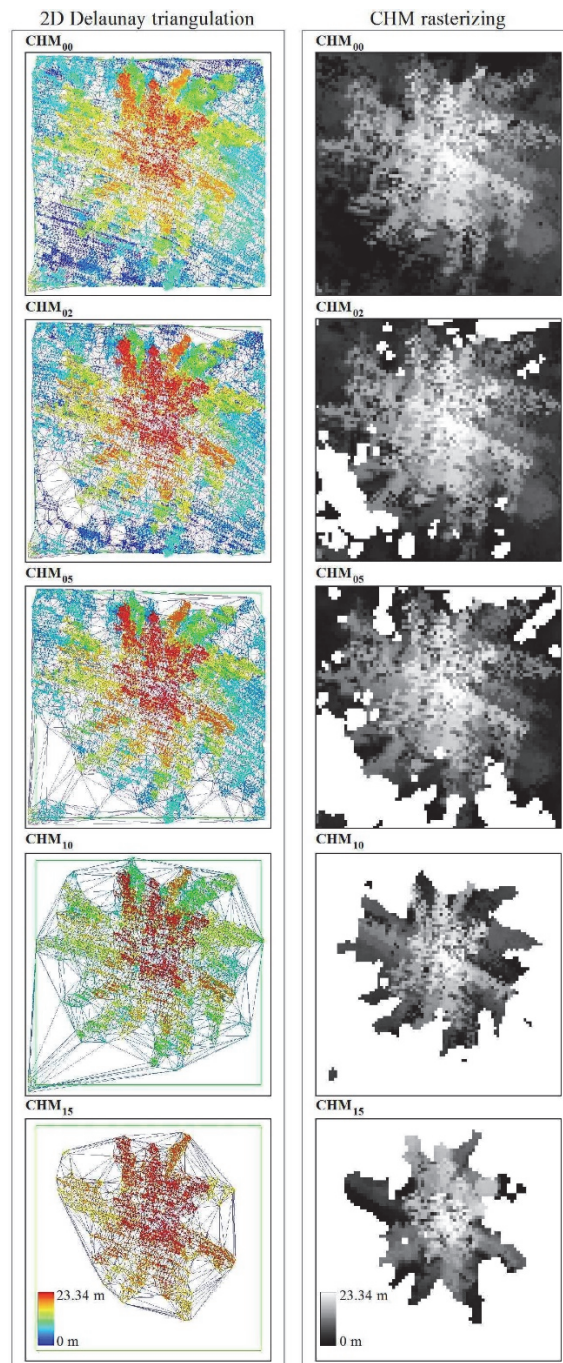 2D Delaunay triangulation CHM rasterizing
CHM00 CHM00
CHM02 CHM02
CHM05 CHM05
CHM10 CHM10
CHM15 CHM15
23.34 m 23.34 m
0 m 0 m